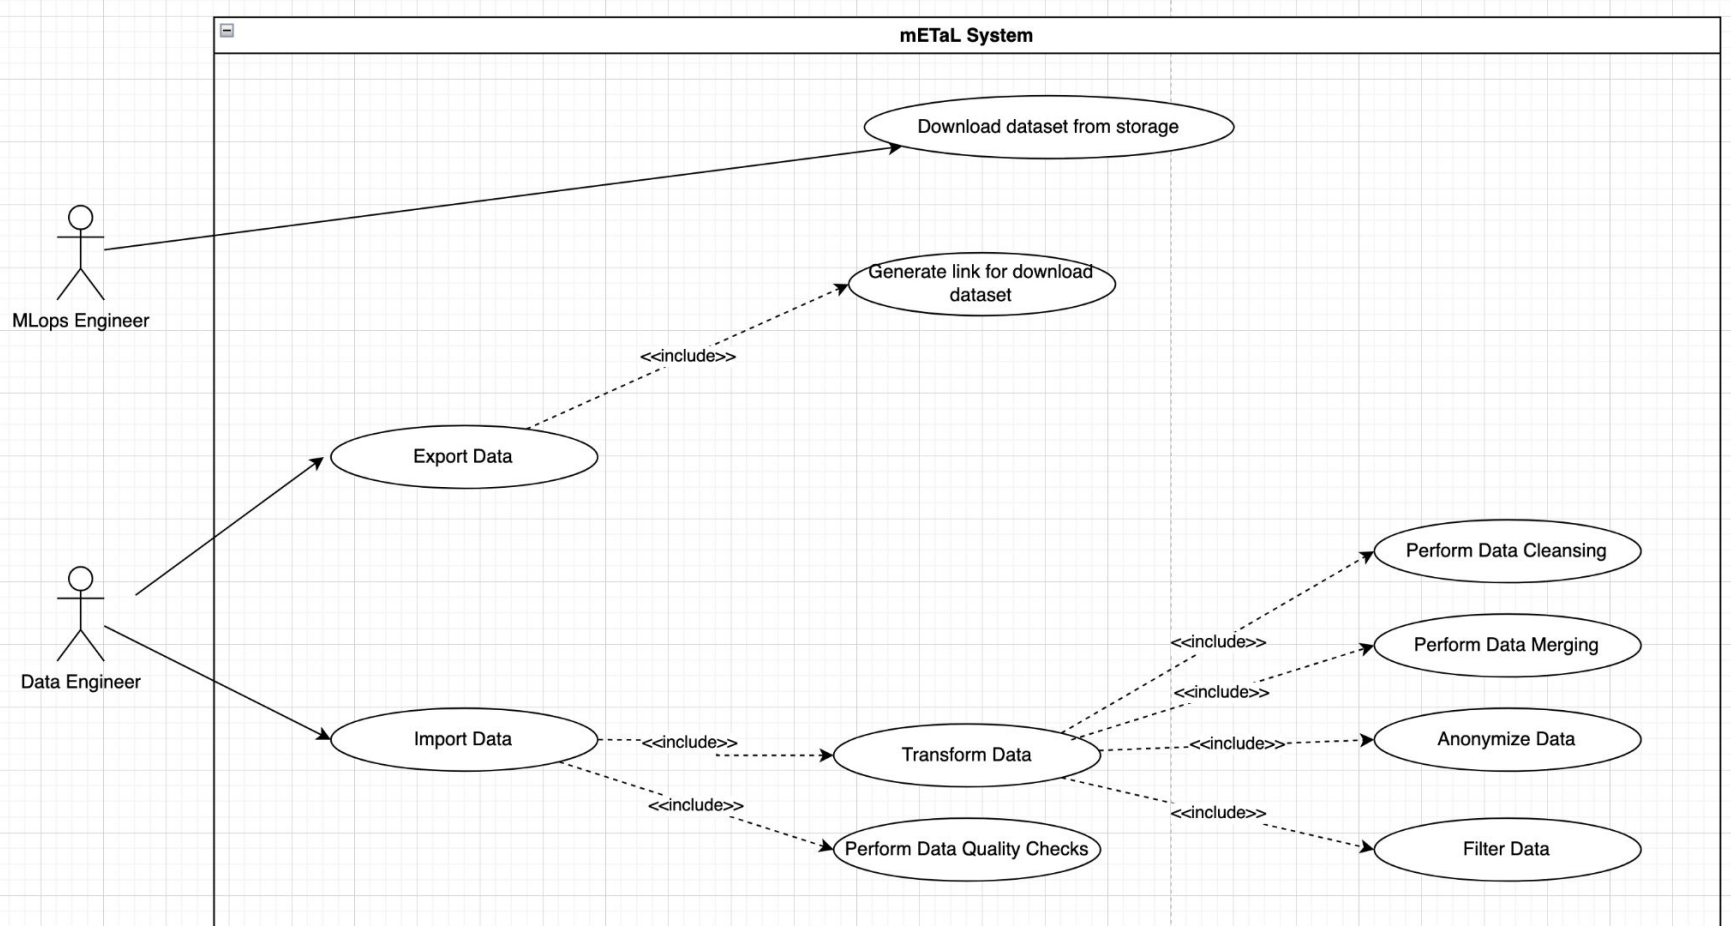 mETaL System
Download dataset from storage
MLops Engineer
Generate link for download
dataset
<<include>>
Export Data
Data Engineer
Perform Data Cleansing
<<include>>
Perform Data Merging
<<include>>
Import Data
<<include>>
Transform Data
<<include>>
Anonymize Data
<<include>>
Perform Data Quality Checks
<<include>>
Filter Data